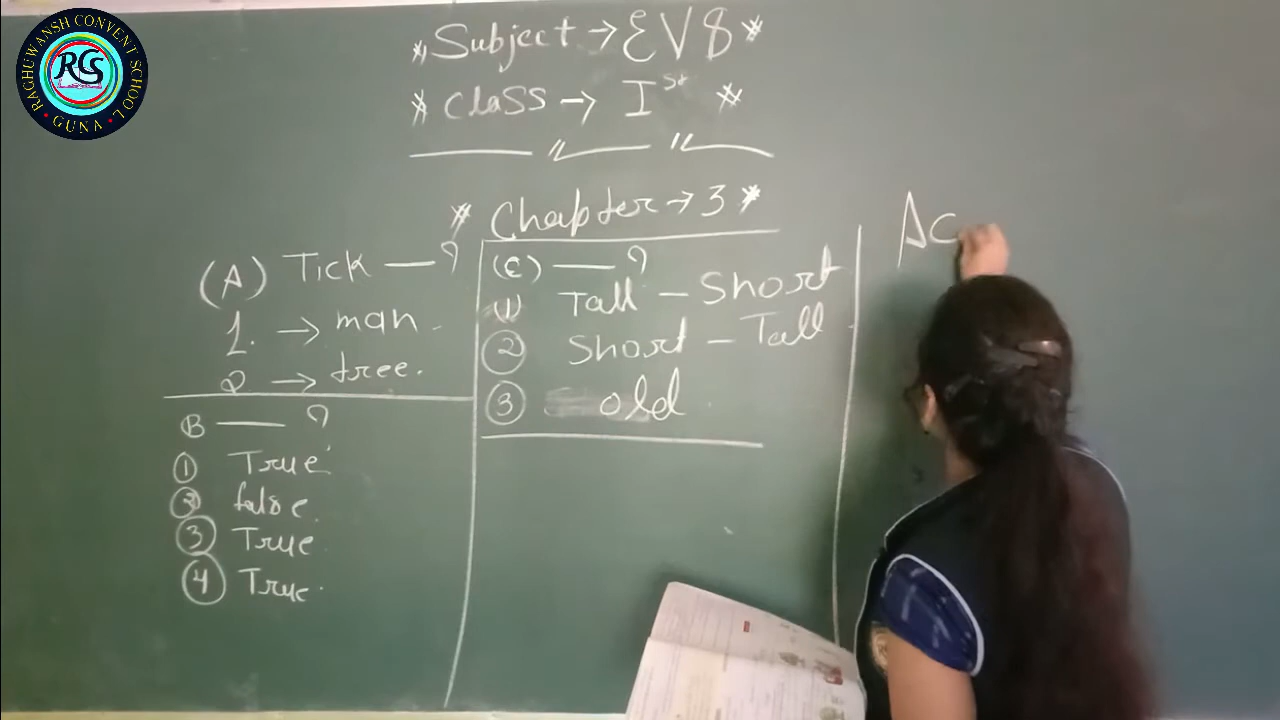 RAGHUWANSH CONVENT SCHOOL
RCS
GUNA
* Subject → EVS *
* Class → Ist *
* Chapter → 3 *
(A) Tick — ?
1. → man.
2 → tree.
B — ?
1 True
2 false.
3 True.
4 True.
(C) — ?
(1) Tall - Short
2 Short - Tall
3 old
Ac